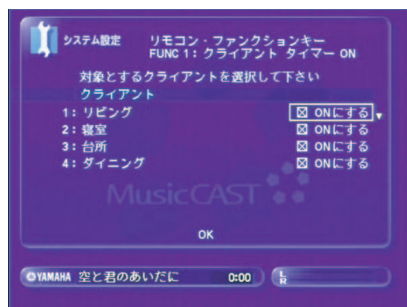 システム設定 リモコン・ファンクションキー
FUNC 1: クライアント タイマー ON
対象とするクライアントを選択して下さい
クライアント
1: リビング ☒ ONにする
2: 寝室 ☒ ONにする
3: 台所 ☒ ONにする
4: ダイニング ☒ ONにする
MusicCAST
OK
YAMAHA 空と君のあいだに 0:00 L
R